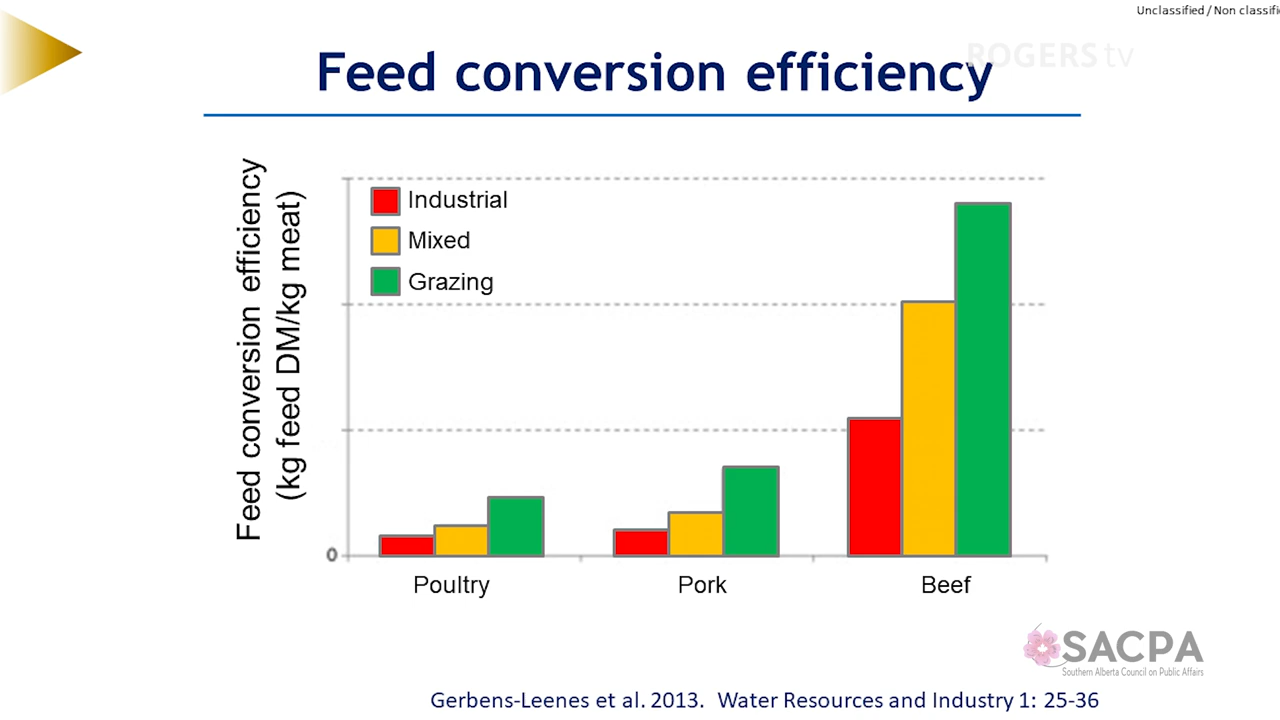 Unclassified / Non classifi
ROGERS tv
Feed conversion efficiency
Feed conversion efficiency
(kg feed DM/kg meat)
Industrial
Mixed
Grazing
0
Poultry
Pork
Beef
SACPA
Southern Alberta Council on Public Affairs
Gerbens-Leenes et al. 2013. Water Resources and Industry 1: 25-36